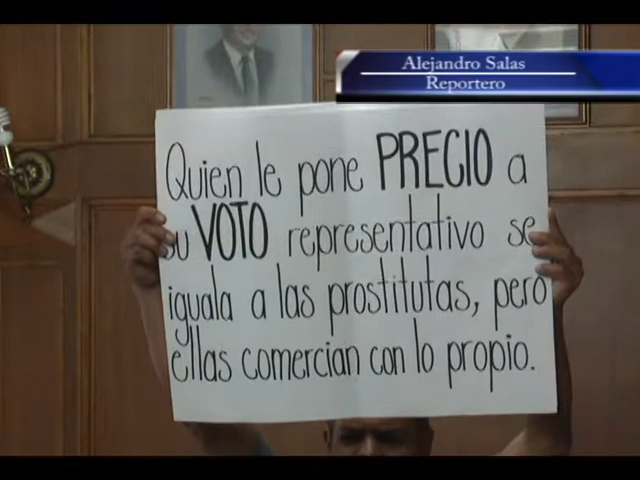 Alejandro Salas
Reportero
Quien le pone PRECIO a
su VOTO representativo se
iguala a las prostitutas, pero
ellas comercian con lo propio.